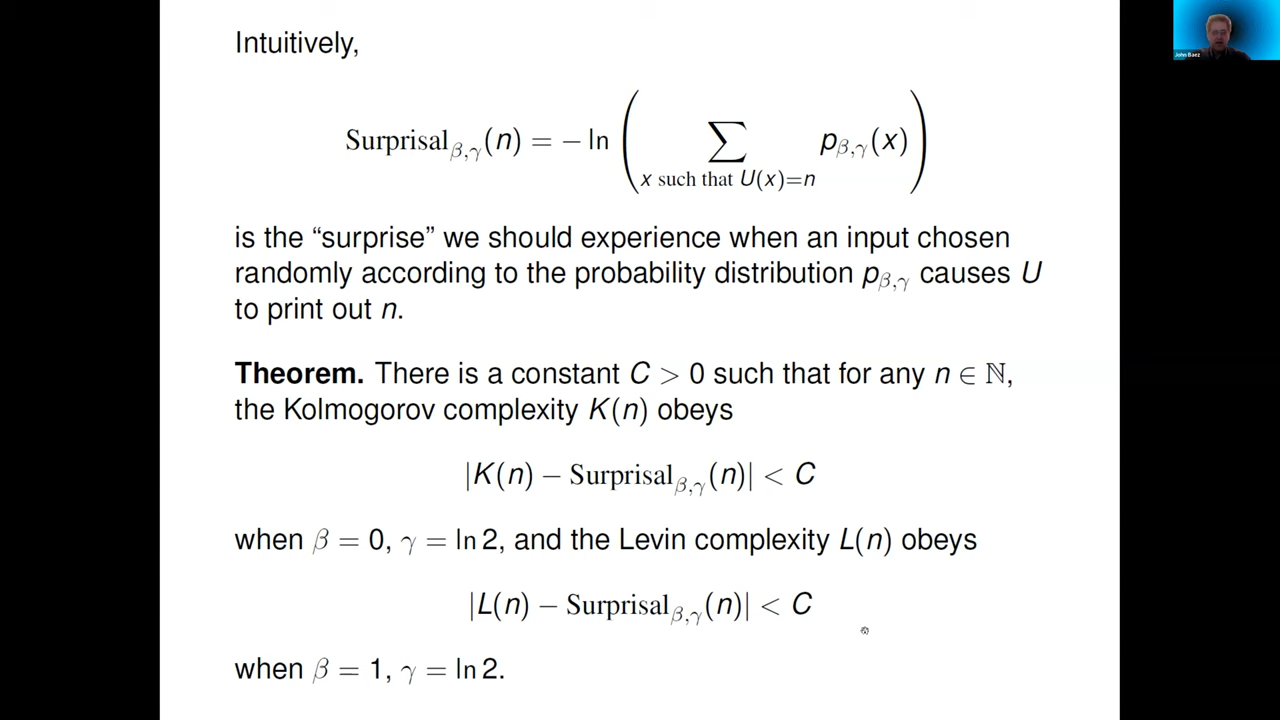 Intuitively,
Surprisal_{β,γ}(n) = − ln ( ∑_{x such that U(x)=n} p_{β,γ}(x) )
is the “surprise” we should experience when an input chosen
randomly according to the probability distribution p_{β,γ} causes U
to print out n.
Theorem. There is a constant C > 0 such that for any n ∈ ℕ,
the Kolmogorov complexity K(n) obeys
|K(n) − Surprisal_{β,γ}(n)| < C
when β = 0, γ = ln 2, and the Levin complexity L(n) obeys
|L(n) − Surprisal_{β,γ}(n)| < C
when β = 1, γ = ln 2.
John Baez